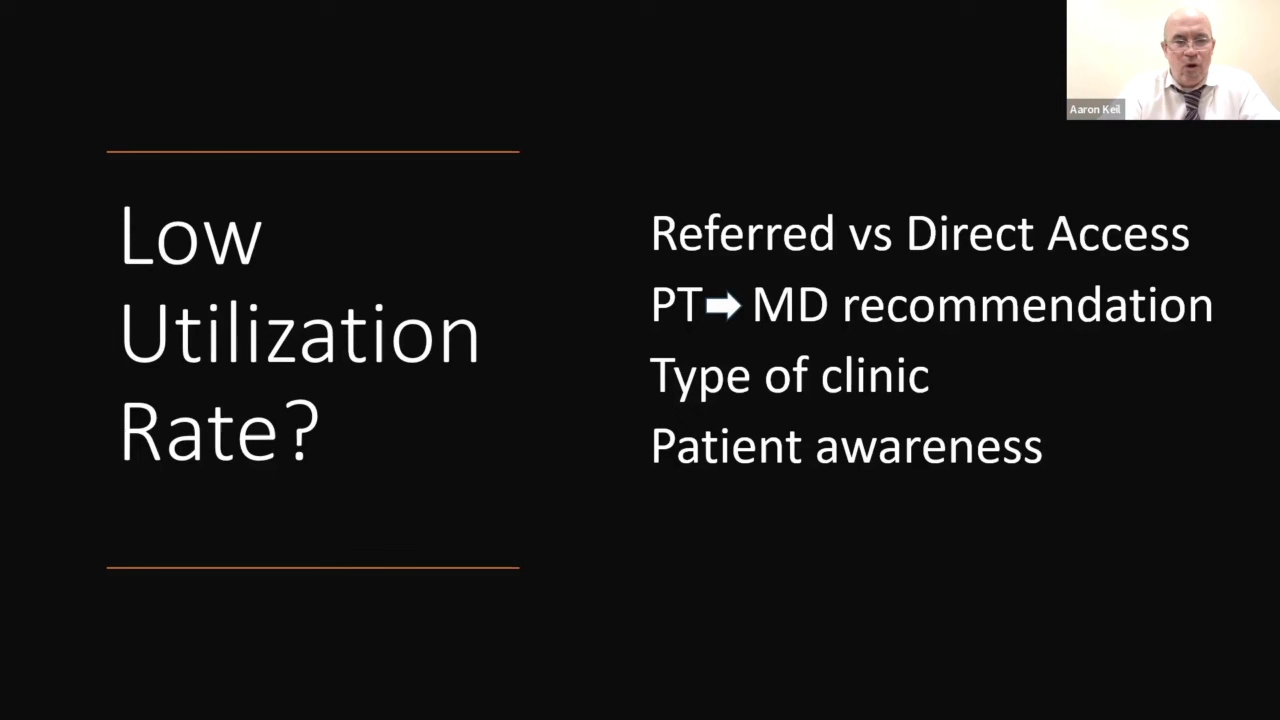 Aaron Keil
Low
Utilization
Rate?
Referred vs Direct Access
PT➡ MD recommendation
Type of clinic
Patient awareness